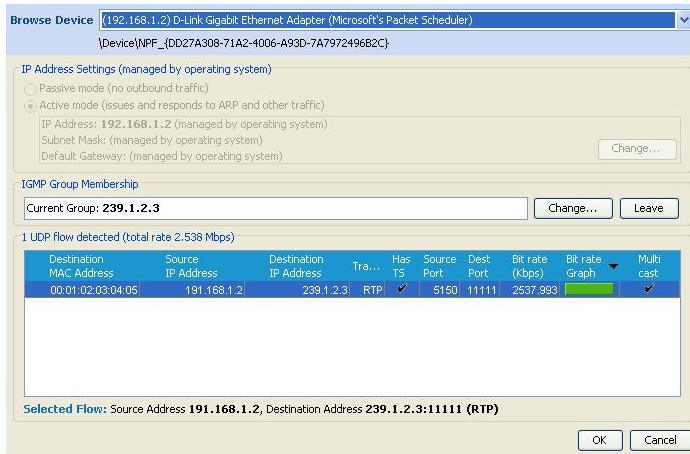 Browse Device (192.168.1.2) D-Link Gigabit Ethernet Adapter (Microsoft's Packet Scheduler)
\Device\NPF_{DD27A308-71A2-4006-A93D-7A7972496B2C}
IP Address Settings (managed by operating system)
Passive mode (no outbound traffic)
Active mode (issues and responds to ARP and other traffic)
IP Address: 192.168.1.2 (managed by operating system)
Subnet Mask: (managed by operating system)
Default Gateway: (managed by operating system)
Change...
IGMP Group Membership
Current Group: 239.1.2.3 Change... Leave
1 UDP flow detected (total rate 2.538 Mbps)
Destination MAC Address Source IP Address Destination IP Address Tra... Has TS Source Port Dest Port Bit rate (Kbps) Bit rate Graph Multi cast
00:01:02:03:04:05 191.168.1.2 239.1.2.3 RTP ✔ 5150 11111 2537.993 ✔
Selected Flow: Source Address 191.168.1.2, Destination Address 239.1.2.3:11111 (RTP)
OK Cancel